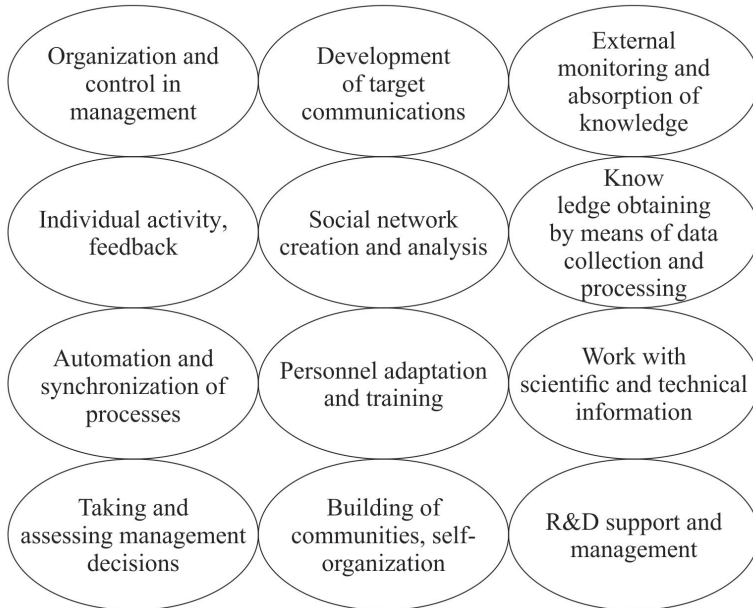 Organization and
control in
management
Development
of target
communications
External
monitoring and
absorption of
knowledge
Individual activity,
feedback
Social network
creation and analysis
Know
ledge obtaining
by means of data
collection and
processing
Automation and
synchronization of
processes
Personnel adaptation
and training
Work with
scientific and technical
information
Taking and
assessing management
decisions
Building of
communities, self-
organization
R&D support and
management